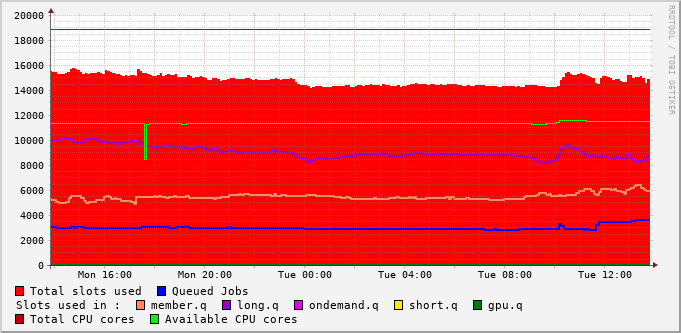 20000
18000
16000
14000
12000
10000
8000
6000
4000
2000
0
Mon 16:00 Mon 20:00 Tue 00:00 Tue 04:00 Tue 08:00 Tue 12:00
RRDTOOL / TOBI OETIKER
Total slots used Queued Jobs
Slots used in : member.q long.q ondemand.q short.q gpu.q
Total CPU cores Available CPU cores